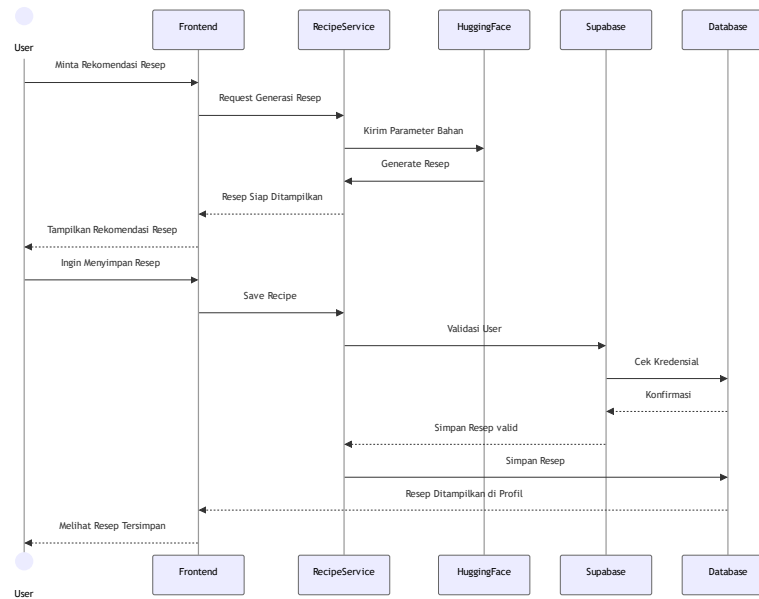 Frontend
RecipeService
HuggingFace
Supabase
Database
User
Minta Rekomendasi Resep
Request Generasi Resep
Kirim Parameter Bahan
Generate Resep
Resep Siap Ditampilkan
Tampilkan Rekomendasi Resep
Ingin Menyimpan Resep
Save Recipe
Validasi User
Cek Kredensial
Konfirmasi
Simpan Resep valid
Simpan Resep
Resep Ditampilkan di Profil
Melihat Resep Tersimpan
Frontend
RecipeService
HuggingFace
Supabase
Database
User